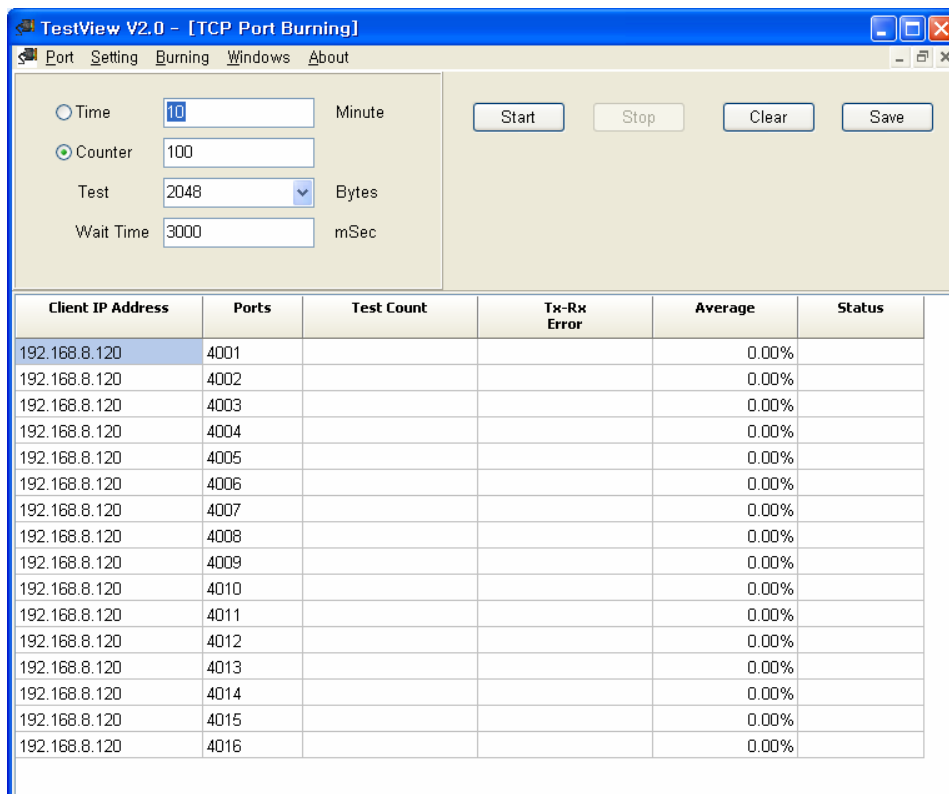 TestView V2.0 - [TCP Port Burning]
Port Setting Burning Windows About
Time 10 Minute Start Stop Clear Save
Counter 100
Test 2048 Bytes
Wait Time 3000 mSec
Client IP Address Ports Test Count Tx-Rx Error Average Status
192.168.8.120 4001 0.00%
192.168.8.120 4002 0.00%
192.168.8.120 4003 0.00%
192.168.8.120 4004 0.00%
192.168.8.120 4005 0.00%
192.168.8.120 4006 0.00%
192.168.8.120 4007 0.00%
192.168.8.120 4008 0.00%
192.168.8.120 4009 0.00%
192.168.8.120 4010 0.00%
192.168.8.120 4011 0.00%
192.168.8.120 4012 0.00%
192.168.8.120 4013 0.00%
192.168.8.120 4014 0.00%
192.168.8.120 4015 0.00%
192.168.8.120 4016 0.00%